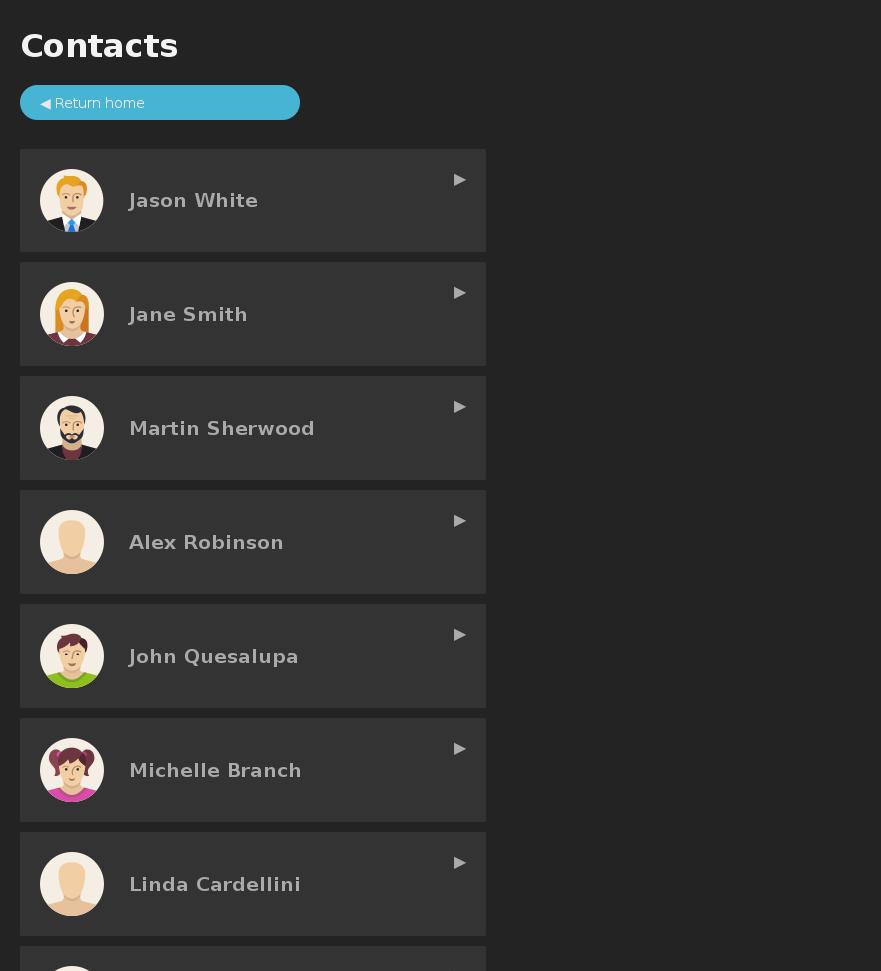 Contacts
◀ Return home
Jason White
▶
Jane Smith
▶
Martin Sherwood
▶
Alex Robinson
▶
John Quesalupa
▶
Michelle Branch
▶
Linda Cardellini
▶